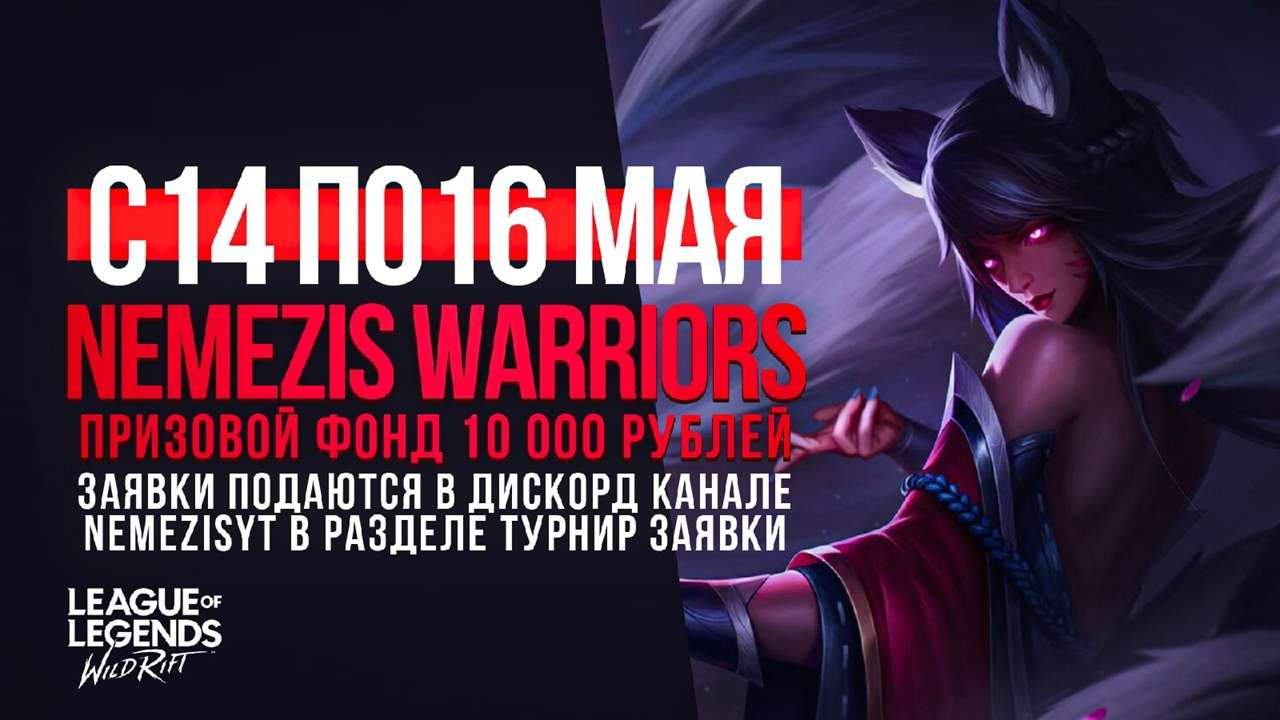 С 14 ПО 16 МАЯ
NEMEZIS WARRIORS
ПРИЗОВОЙ ФОНД 10 000 РУБЛЕЙ
ЗАЯВКИ ПОДАЮТСЯ В ДИСКОРД КАНАЛЕ
NEMEZISYT В РАЗДЕЛЕ ТУРНИР ЗАЯВКИ
LEAGUE OF
LEGENDS
WILD RIFT